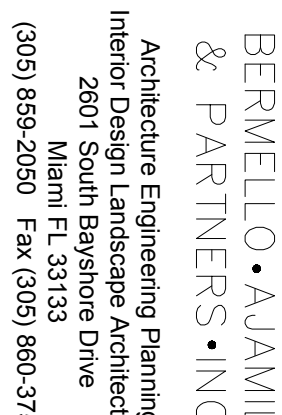 BERMELLO•AJAMIL
& PARTNERS•INC
Architecture Engineering Planning
Interior Design Landscape Architect
2601 South Bayshore Drive
Miami FL 33133
(305) 859-2050 Fax (305) 860-37